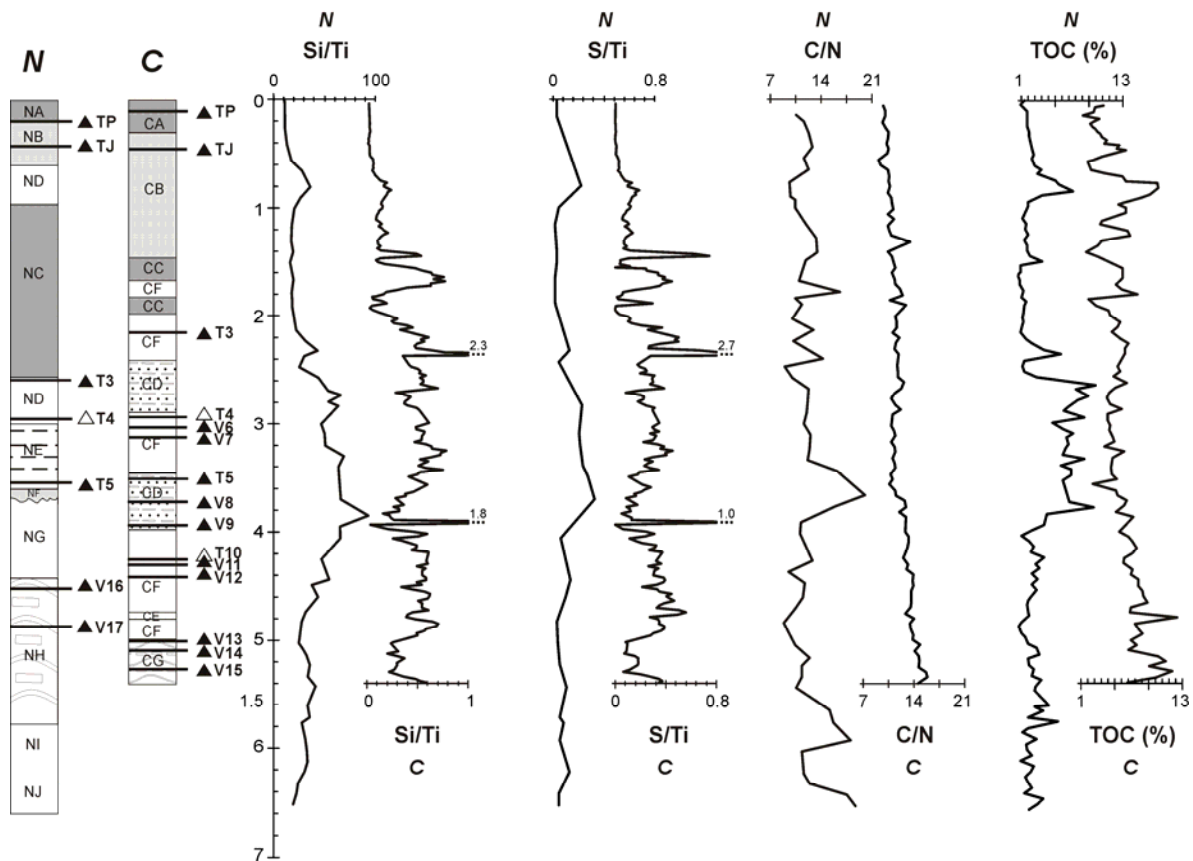 N C
N Si/Ti 0 100
N S/Ti 0 0.8
N C/N 7 14 21
N TOC (%) 1 13
NA
NB
ND
NC
ND
NE
NF
NG
NH
NI
NJ
TP
TJ
T3
T4
T5
V16
V17
CA
CB
CC
CF
CC
CF
CD
CF
CD
CF
CE
CF
CG
TP
TJ
T3
T4
V6
V7
T5
V8
V9
T10
V11
V12
V13
V14
V15
0
1
2
3
4
5
1.5
6
7
2.3
1.8
2.7
1.0
0 1
Si/Ti
C
0 0.8
S/Ti
C
7 14 21
C/N
C
1 13
TOC (%)
C